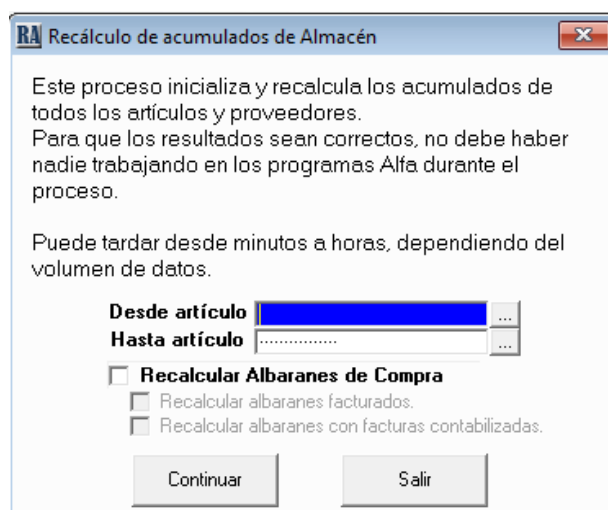 RA Recálculo de acumulados de Almacén
Este proceso inicializa y recalcula los acumulados de
todos los artículos y proveedores.
Para que los resultados sean correctos, no debe haber
nadie trabajando en los programas Alfa durante el
proceso.
Puede tardar desde minutos a horas, dependiendo del
volumen de datos.
Desde artículo ...
Hasta artículo ............... ...
Recalcular Albaranes de Compra
Recalcular albaranes facturados.
Recalcular albaranes con facturas contabilizadas.
Continuar Salir